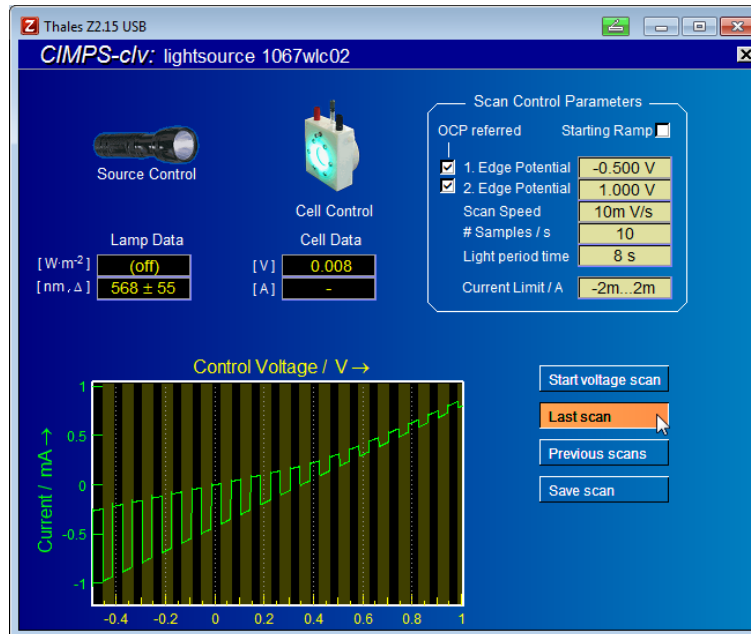 Z Thales Z2.15 USB
CIMPS-clv: lightsource 1067wlc02
Scan Control Parameters
OCP referred Starting Ramp
1. Edge Potential -0.500 V
2. Edge Potential 1.000 V
Scan Speed 10m V/s
# Samples / s 10
Light period time 8 s
Current Limit / A -2m...2m
Source Control
Cell Control
Lamp Data Cell Data
[W·m⁻²] (off) [V] 0.008
[nm, Δ] 568 ± 55 [A] -
Control Voltage / V →
Current / mA →
1
0.5
0
-0.5
-1
-0.4 -0.2 0 0.2 0.4 0.6 0.8 1
Start voltage scan
Last scan
Previous scans
Save scan